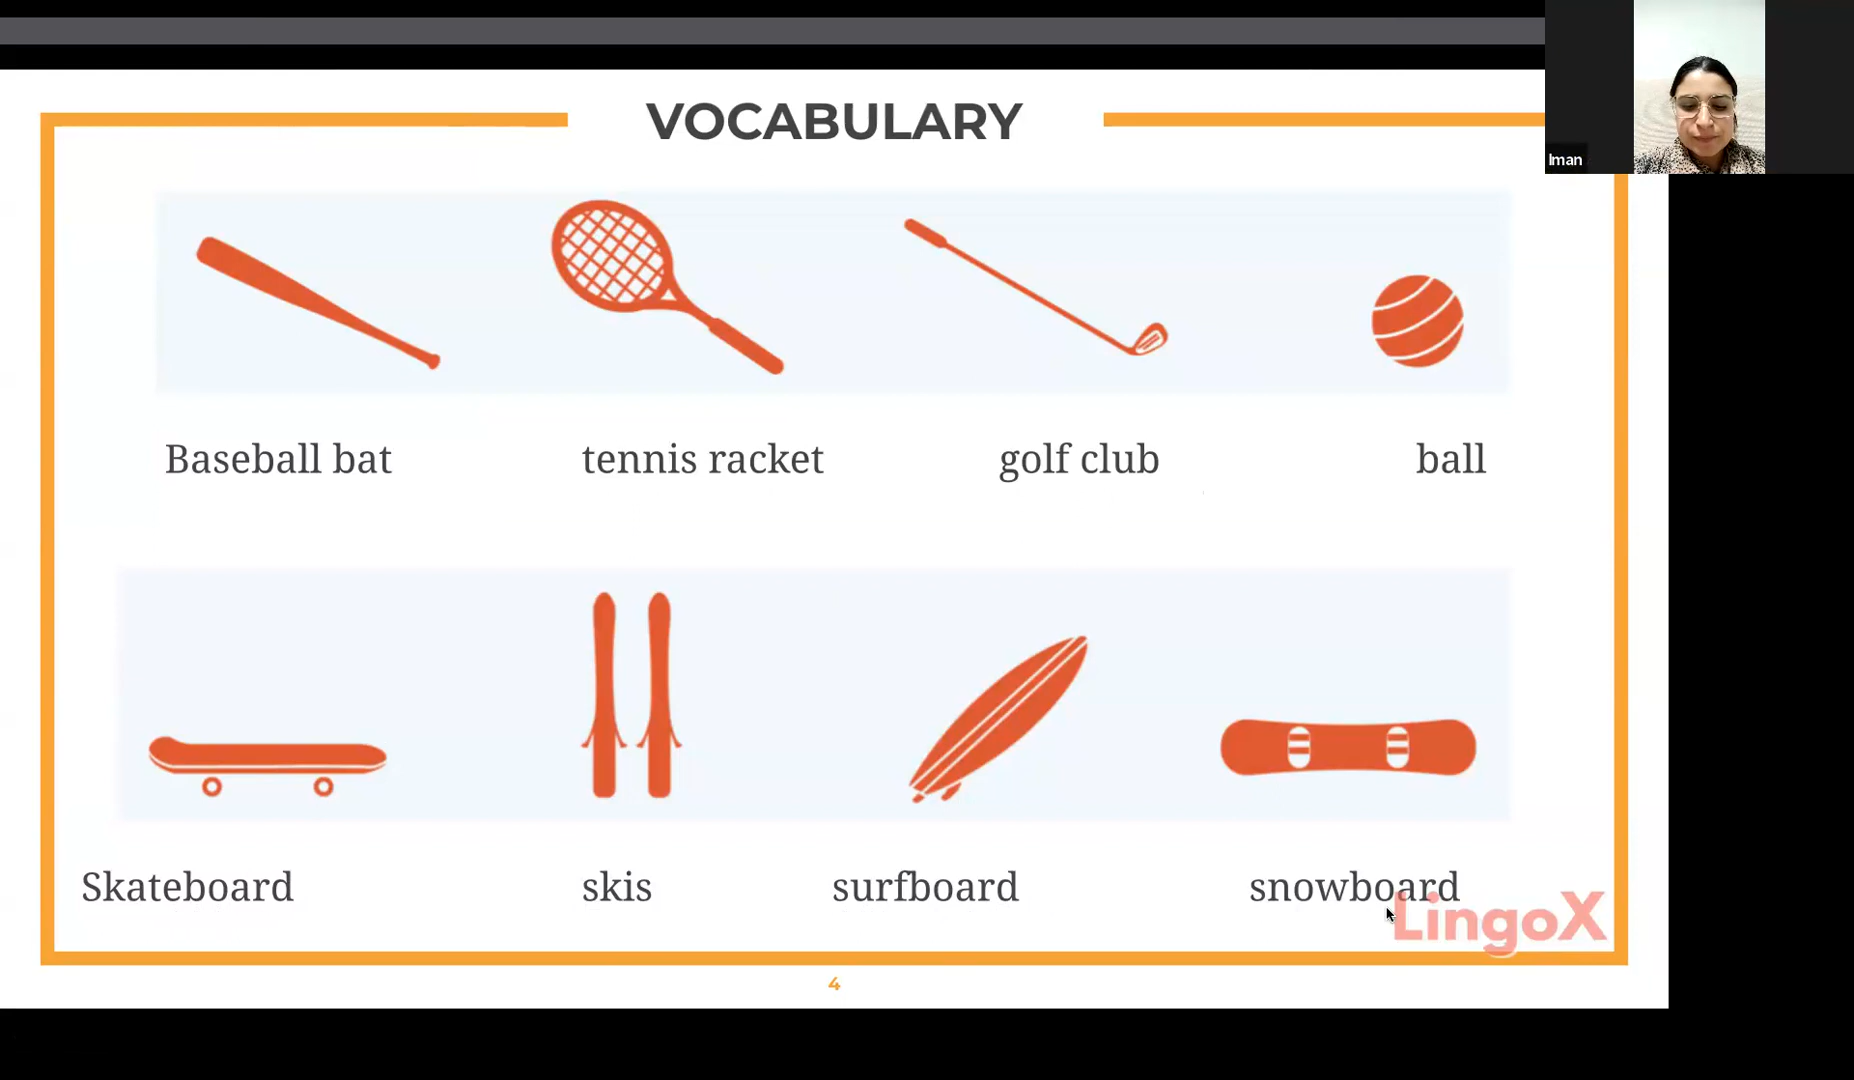 Iman
VOCABULARY
Baseball bat tennis racket golf club ball
Skateboard skis surfboard snowboard
LingoX
4